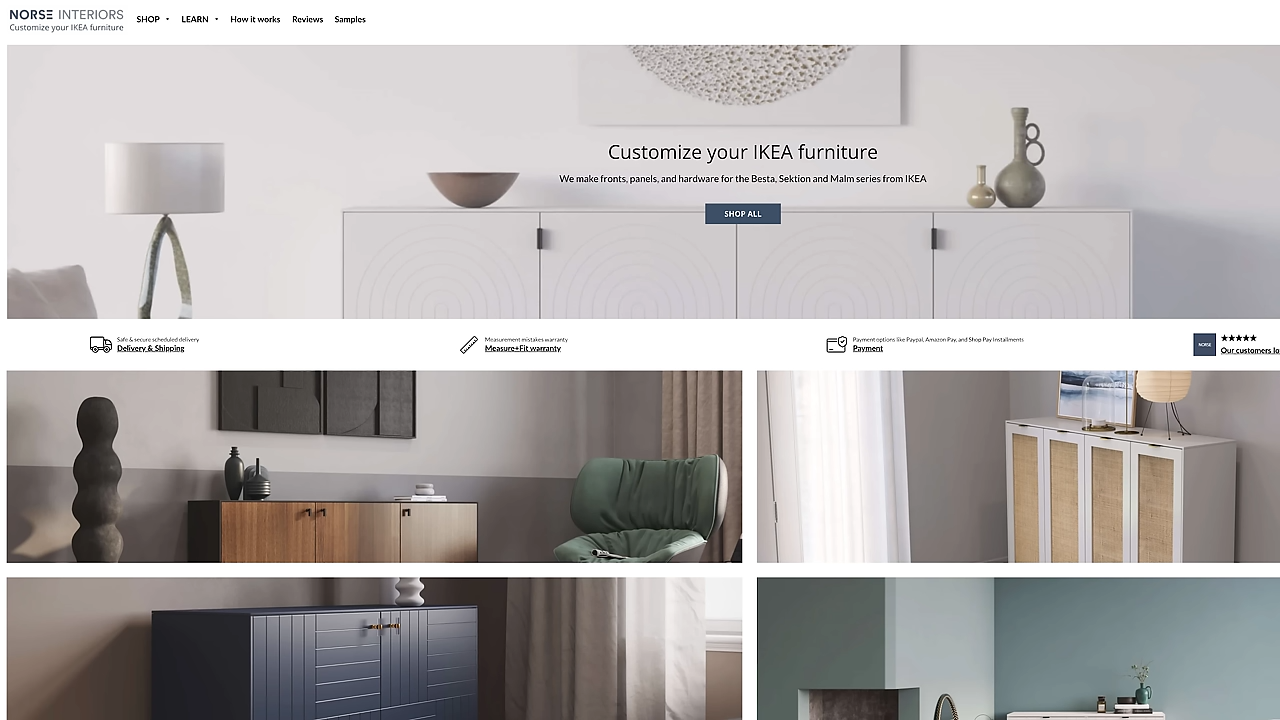 NORSE INTERIORS
Customize your IKEA furniture
SHOP
LEARN
How it works
Reviews
Samples
Customize your IKEA furniture
We make fronts, panels, and hardware for the Besta, Sektion and Malm series from IKEA
SHOP ALL
Safe & secure scheduled delivery
Delivery & Shipping
Measurement mistakes warranty
Measure+Fit warranty
Payment options like Paypal, Amazon Pay, and Shop Pay Installments
Payment
NORSE
Our customers lo